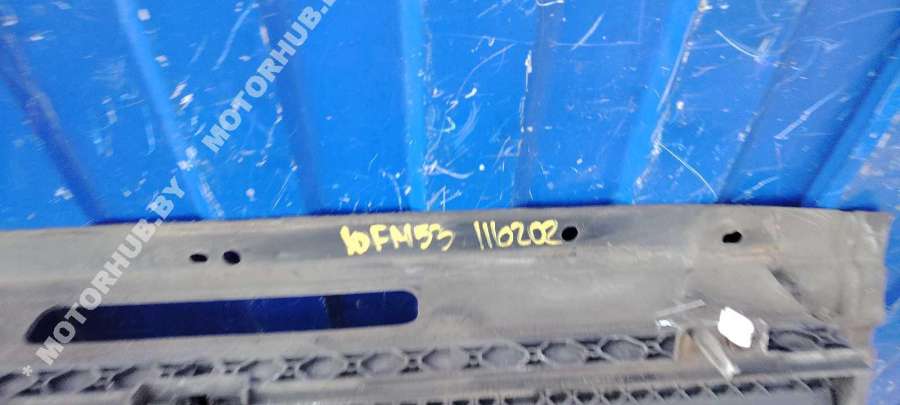 * MOTORHUB.BY * MOTORHUB.BY
10FM53 1110202